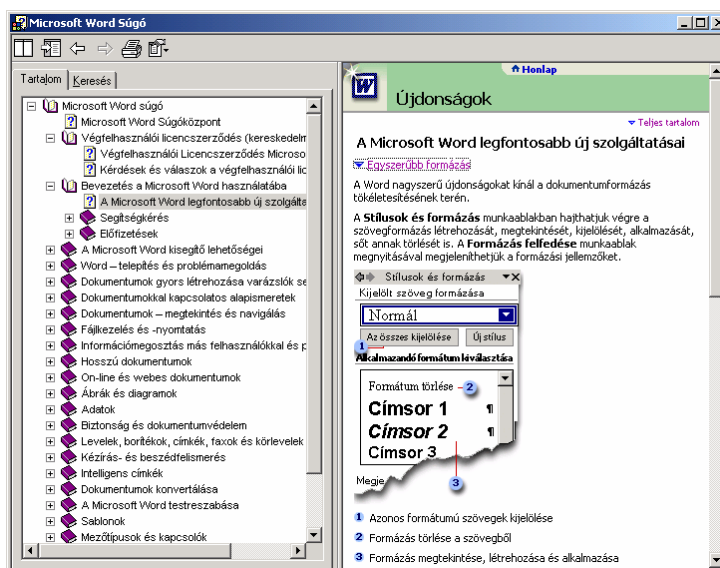 Microsoft Word Súgó
Tartalom
Keresés
Microsoft Word súgó
Microsoft Word Súgóközpont
Végfelhasználói licencszerződés (kereskedelm
Végfelhasználói Licencszerződés Microso
Kérdések és válaszok a végfelhasználói lic
Bevezetés a Microsoft Word használatába
A Microsoft Word legfontosabb új szolgálta
Segítségkérés
Előfizetések
A Microsoft Word kisegítő lehetőségei
Word – telepítés és problémamegoldás
Dokumentumok gyors létrehozása varázslók se
Dokumentumokkal kapcsolatos alapismeretek
Dokumentumok – megtekintés és navigálás
Fájlkezelés és -nyomtatás
Információmegosztás más felhasználókkal és p
Hosszú dokumentumok
On-line és webes dokumentumok
Ábrák és diagramok
Adatok
Biztonság és dokumentumvédelem
Levelek, borítékok, címkék, faxok és körlevelek
Kézírás- és beszédfelismerés
Intelligens címkék
Dokumentumok konvertálása
A Microsoft Word testreszabása
Sablonok
Mezőtípusok és kapcsolók
Honlap
Újdonságok
Teljes tartalom
A Microsoft Word legfontosabb új szolgáltatásai
Egyszerűbb formázás
A Word nagyszerű újdonságokat kínál a dokumentumformázás
tökéletesítésének terén.
A Stílusok és formázás munkaablakban hajthatjuk végre a
szövegformázás létrehozását, megtekintését, kijelölését, alkalmazását,
sőt annak törlését is. A Formázás felfedése munkaablak
megnyitásával megjeleníthetjük a formázási jellemzőket.
Stílusok és formázás
Kijelölt szöveg formázása
Normál
Az összes kijelölése
Új stílus
1
Alkalmazandó formátum kiválasztása
Formátum törlése
2
Címsor 1 ¶
Címsor 2 ¶
Címsor 3
Megje
3
1 Azonos formátumú szövegek kijelölése
2 Formázás törlése a szövegből
3 Formázás megtekintése, létrehozása és alkalmazása